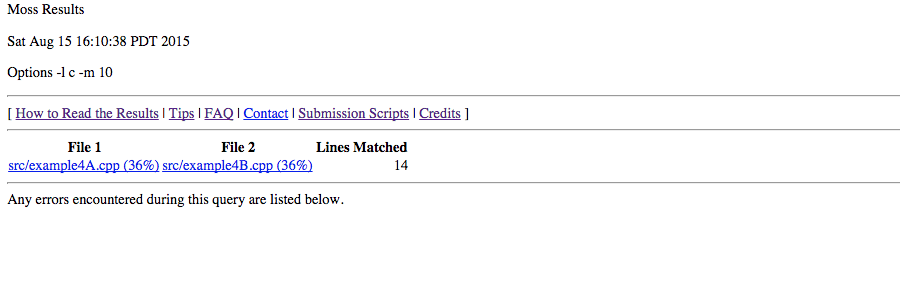 Moss Results
Sat Aug 15 16:10:38 PDT 2015
Options -l c -m 10
[ How to Read the Results | Tips | FAQ | Contact | Submission Scripts | Credits ]
File 1 File 2 Lines Matched
src/example4A.cpp (36%) src/example4B.cpp (36%) 14
Any errors encountered during this query are listed below.